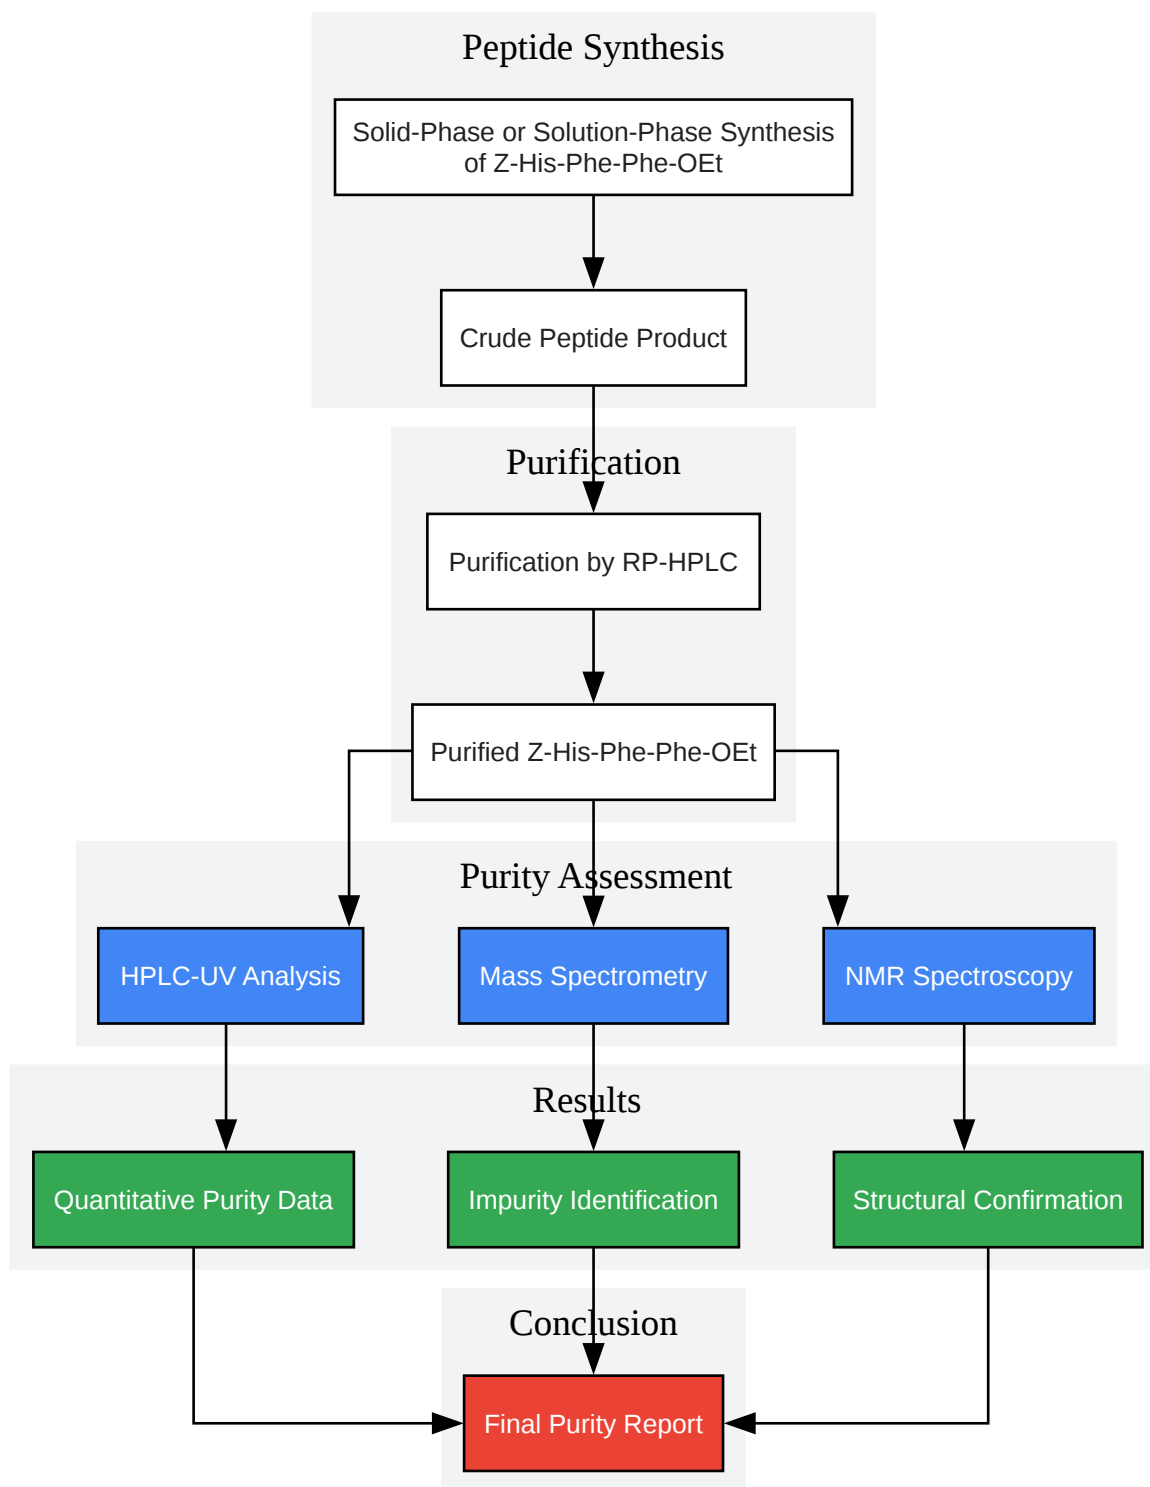 Peptide Synthesis
Solid-Phase or Solution-Phase Synthesis
of Z-His-Phe-Phe-OEt
Crude Peptide Product
Purification
Purification by RP-HPLC
Purified Z-His-Phe-Phe-OEt
Purity Assessment
HPLC-UV Analysis
Mass Spectrometry
NMR Spectroscopy
Results
Quantitative Purity Data
Impurity Identification
Structural Confirmation
Conclusion
Final Purity Report